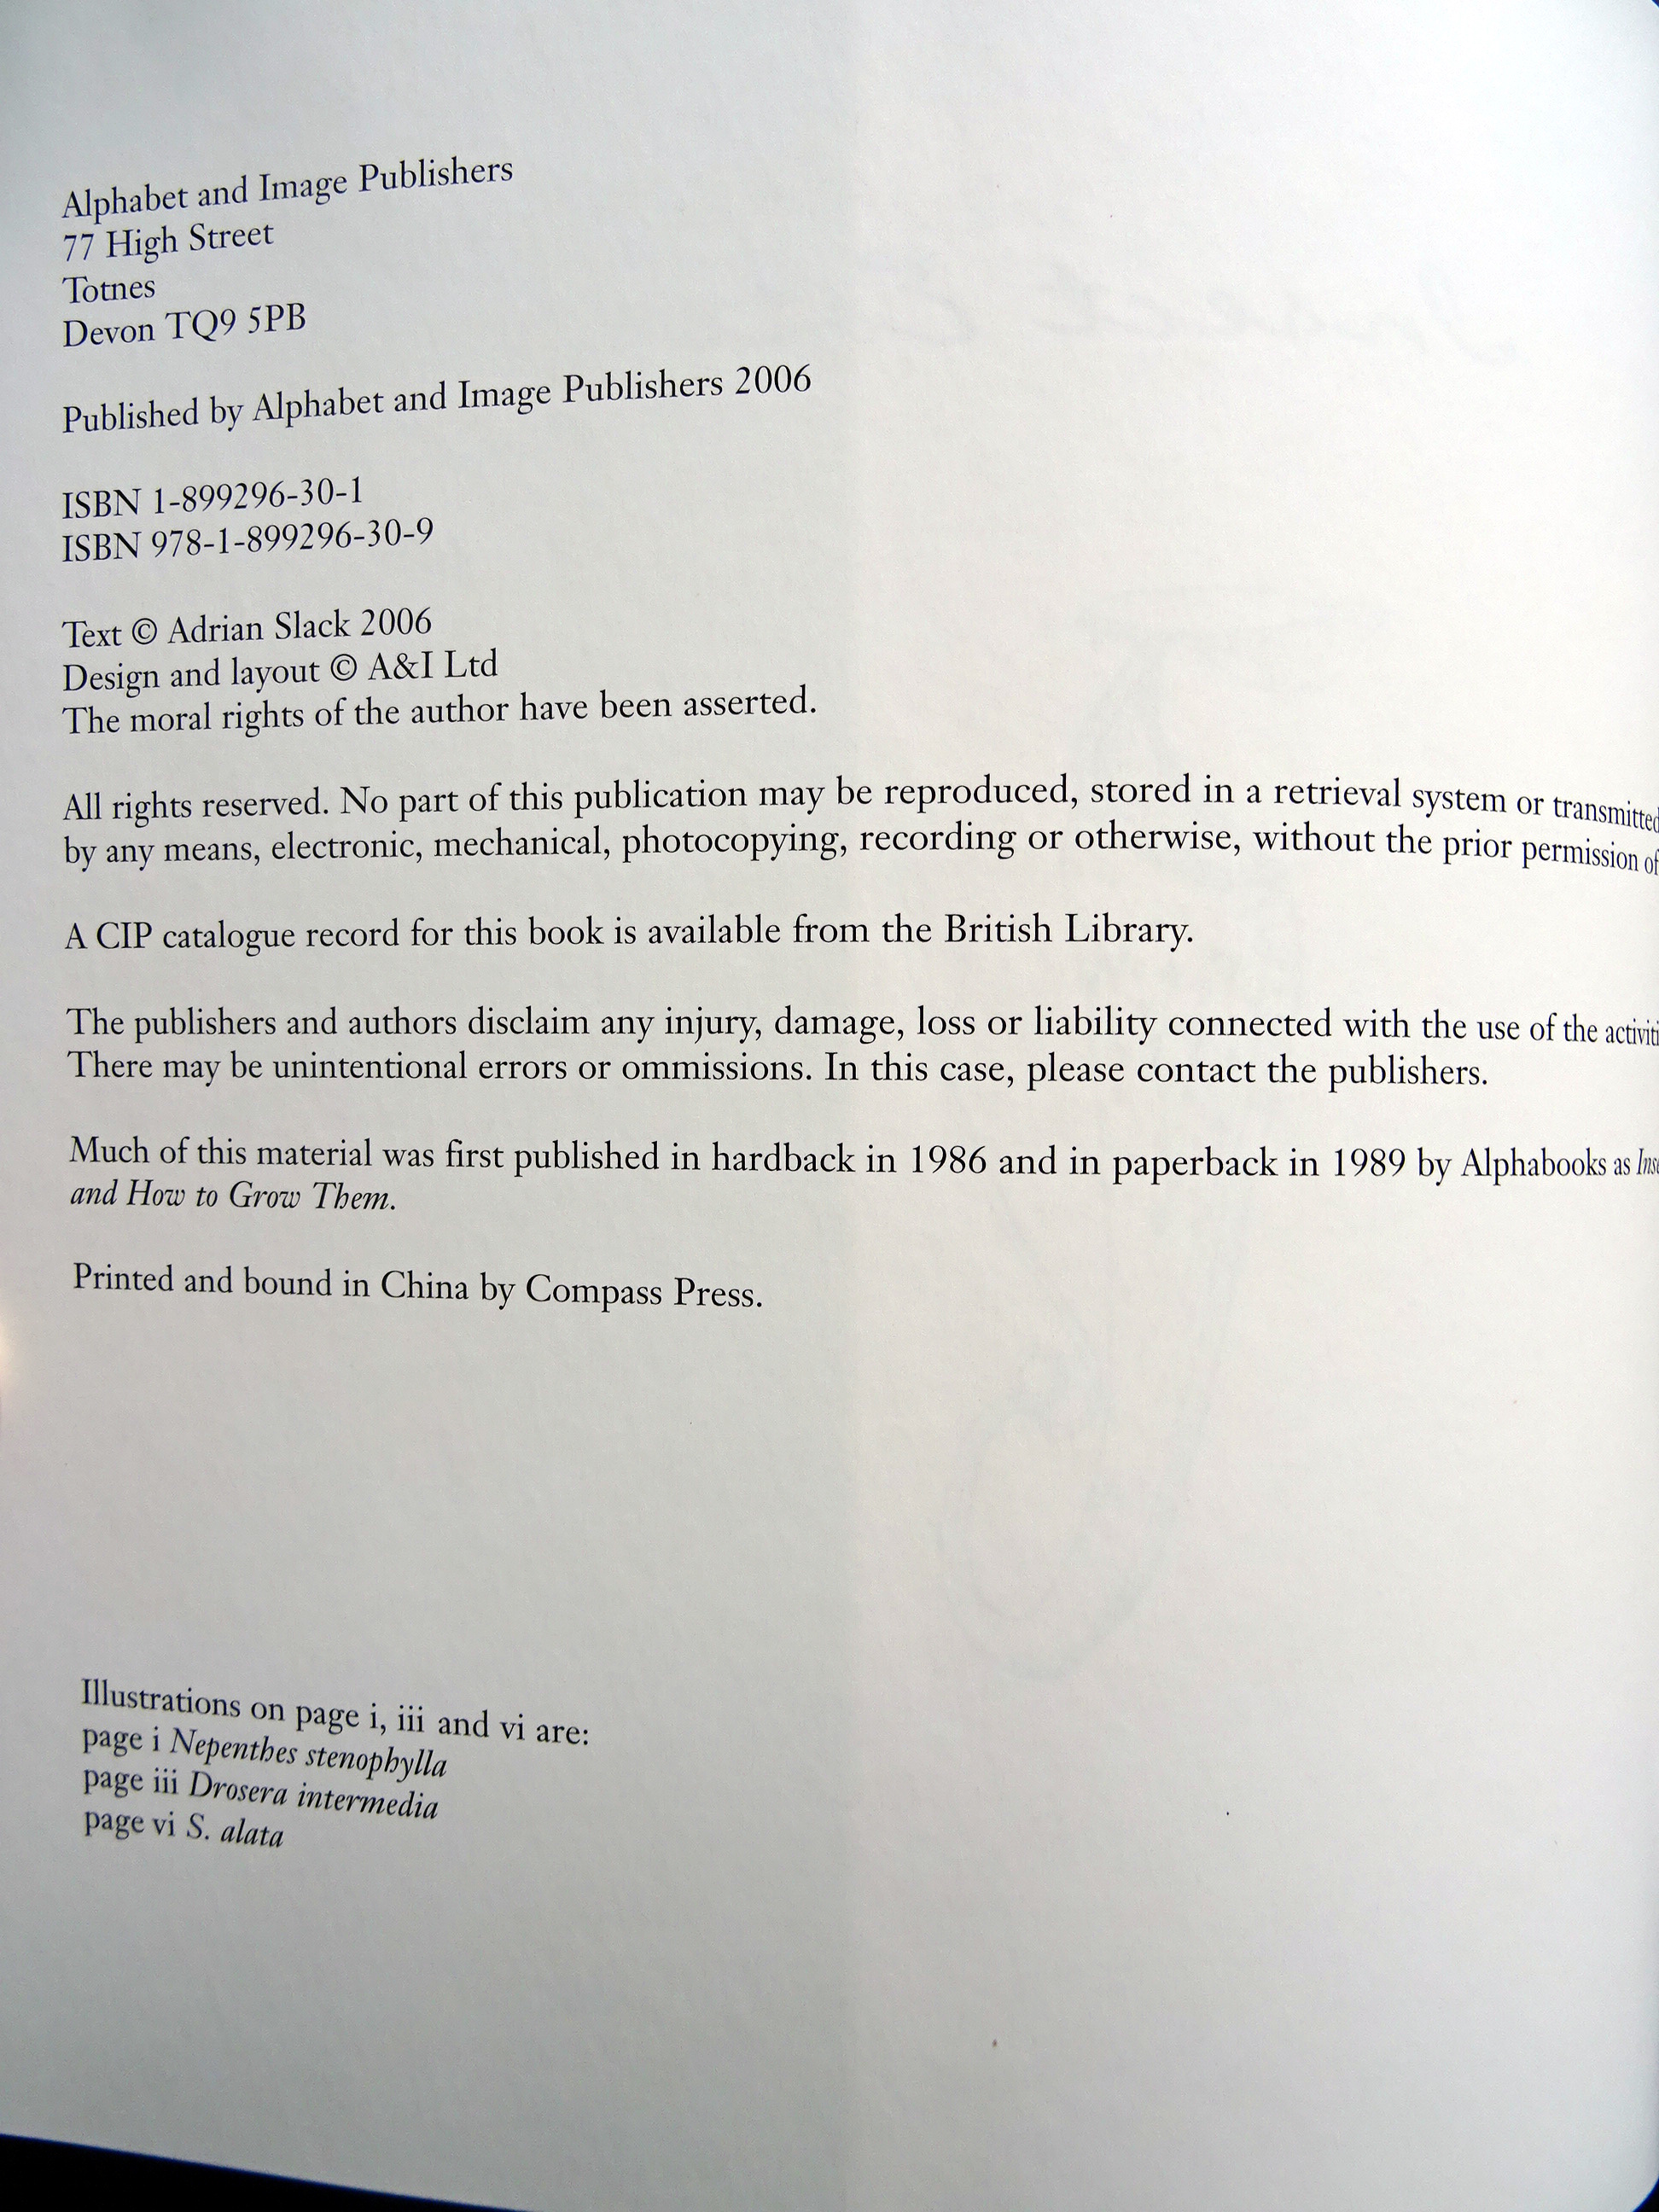 Alphabet and Image Publishers
77 High Street
Totnes
Devon TQ9 5PB
Published by Alphabet and Image Publishers 2006
ISBN 1-899296-30-1
ISBN 978-1-899296-30-9
Text © Adrian Slack 2006
Design and layout © A&I Ltd
The moral rights of the author have been asserted.
All rights reserved. No part of this publication may be reproduced, stored in a retrieval system or transmitted
by any means, electronic, mechanical, photocopying, recording or otherwise, without the prior permission of
A CIP catalogue record for this book is available from the British Library.
The publishers and authors disclaim any injury, damage, loss or liability connected with the use of the
There may be unintentional errors or ommissions. In this case, please contact the publishers.
Much of this material was first published in hardback in 1986 and in paperback in 1989 by Alphabooks as
and How to Grow Them.
Printed and bound in China by Compass Press.
Illustrations on page i, iii and vi are:
page i Nepenthes stenophylla
page iii Drosera intermedia
page vi S. alata